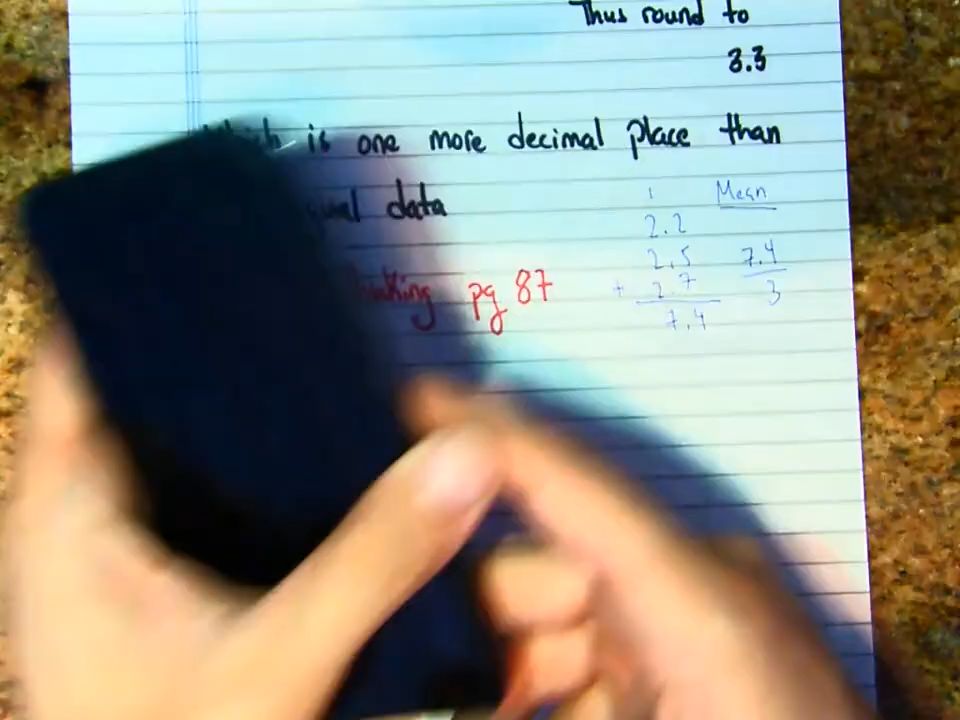 Thus round to
3.3
is one more decimal place than
data
pg 87
1
Mean
2.2
2.5
+ 2.7
7.4
7.4
3